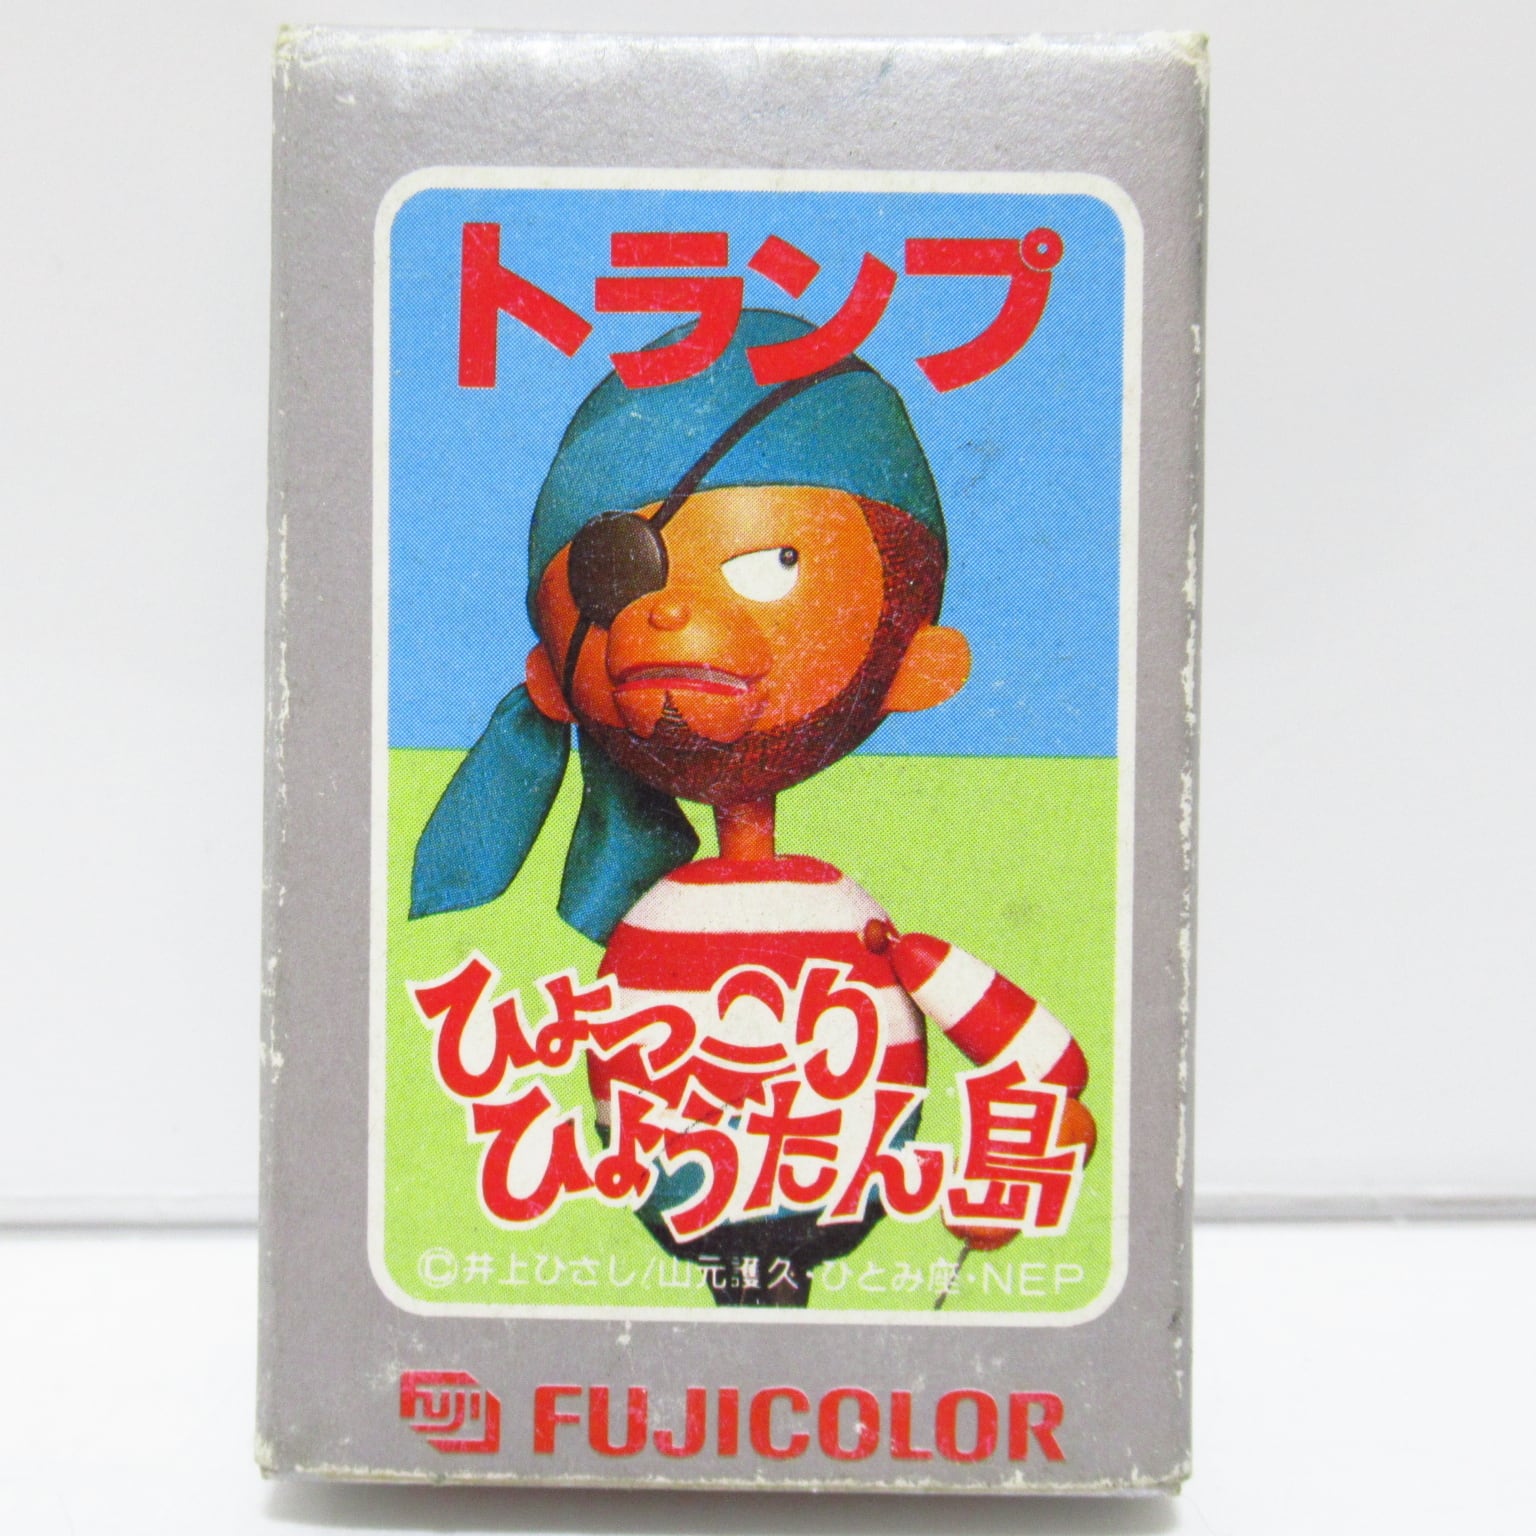 トランプ
ひょっこり
ひょうたん島
©井上ひさし/山元護久・ひとみ座・NEP
FUJI FUJICOLOR